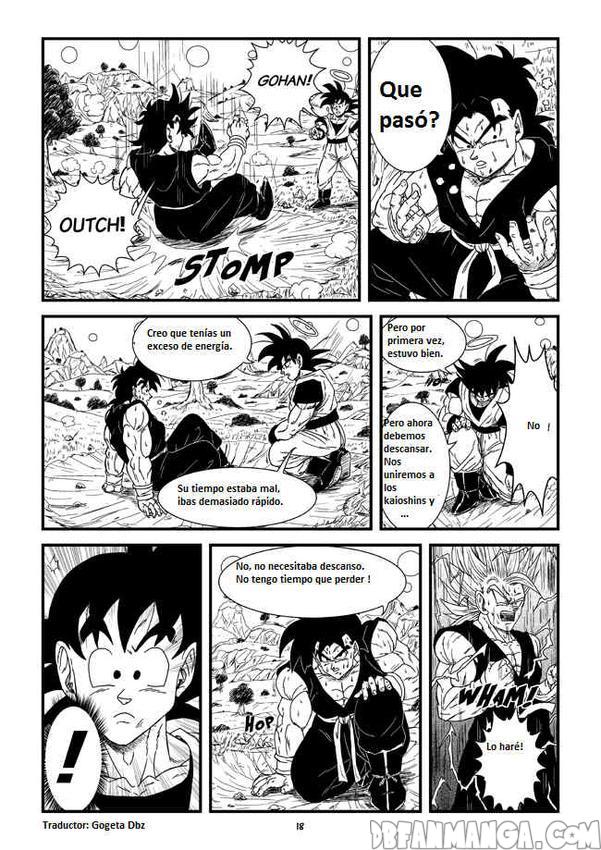 GOHAN!
OUTCH!
STOMP
Que
pasó?
Creo que tenías un
exceso de energía.
Su tiempo estaba mal,
ibas demasiado rápido.
Pero por
primera vez,
estuvo bien.
No !
Pero ahora
debemos
descansar.
Nos
uniremos a
los
kaioshins y
...
!
No, no necesitaba descanso.
No tengo tiempo que perder !
HOP
WHAM!
Lo haré!
Traductor: Gogeta Dbz
18
DBFANMANGA.COM